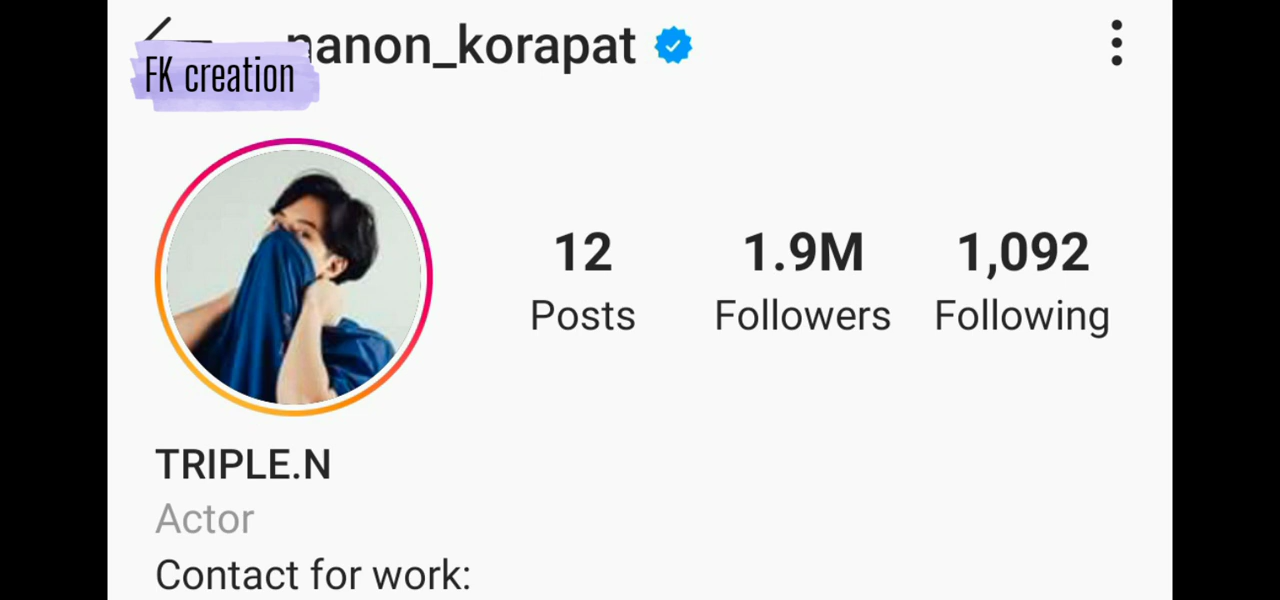 nanon_korapat
FK creation
12 1.9M 1,092
Posts Followers Following
TRIPLE.N
Actor
Contact for work: